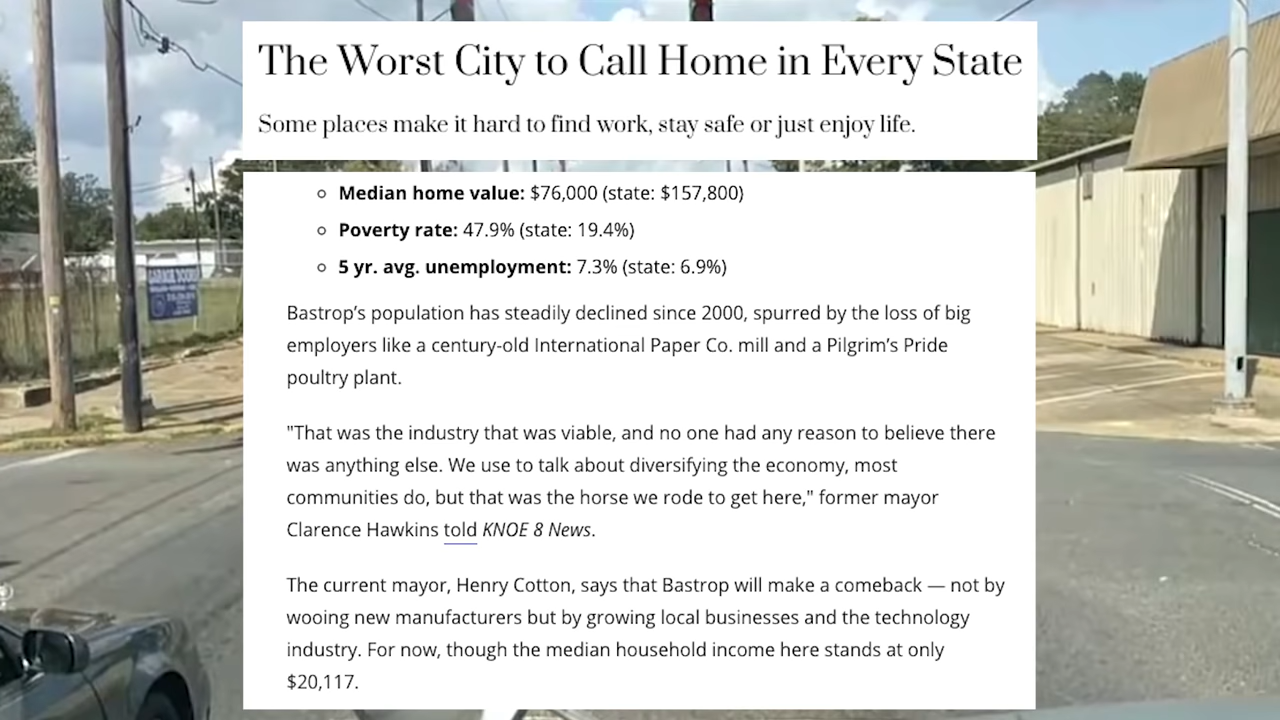 The Worst City to Call Home in Every State
Some places make it hard to find work, stay safe or just enjoy life.
Median home value: $76,000 (state: $157,800)
Poverty rate: 47.9% (state: 19.4%)
5 yr. avg. unemployment: 7.3% (state: 6.9%)
Bastrop's population has steadily declined since 2000, spurred by the loss of big
employers like a century-old International Paper Co. mill and a Pilgrim's Pride
poultry plant.
"That was the industry that was viable, and no one had any reason to believe there
was anything else. We use to talk about diversifying the economy, most
communities do, but that was the horse we rode to get here," former mayor
Clarence Hawkins told KNOE 8 News.
The current mayor, Henry Cotton, says that Bastrop will make a comeback — not by
wooing new manufacturers but by growing local businesses and the technology
industry. For now, though the median household income here stands at only
$20,117.